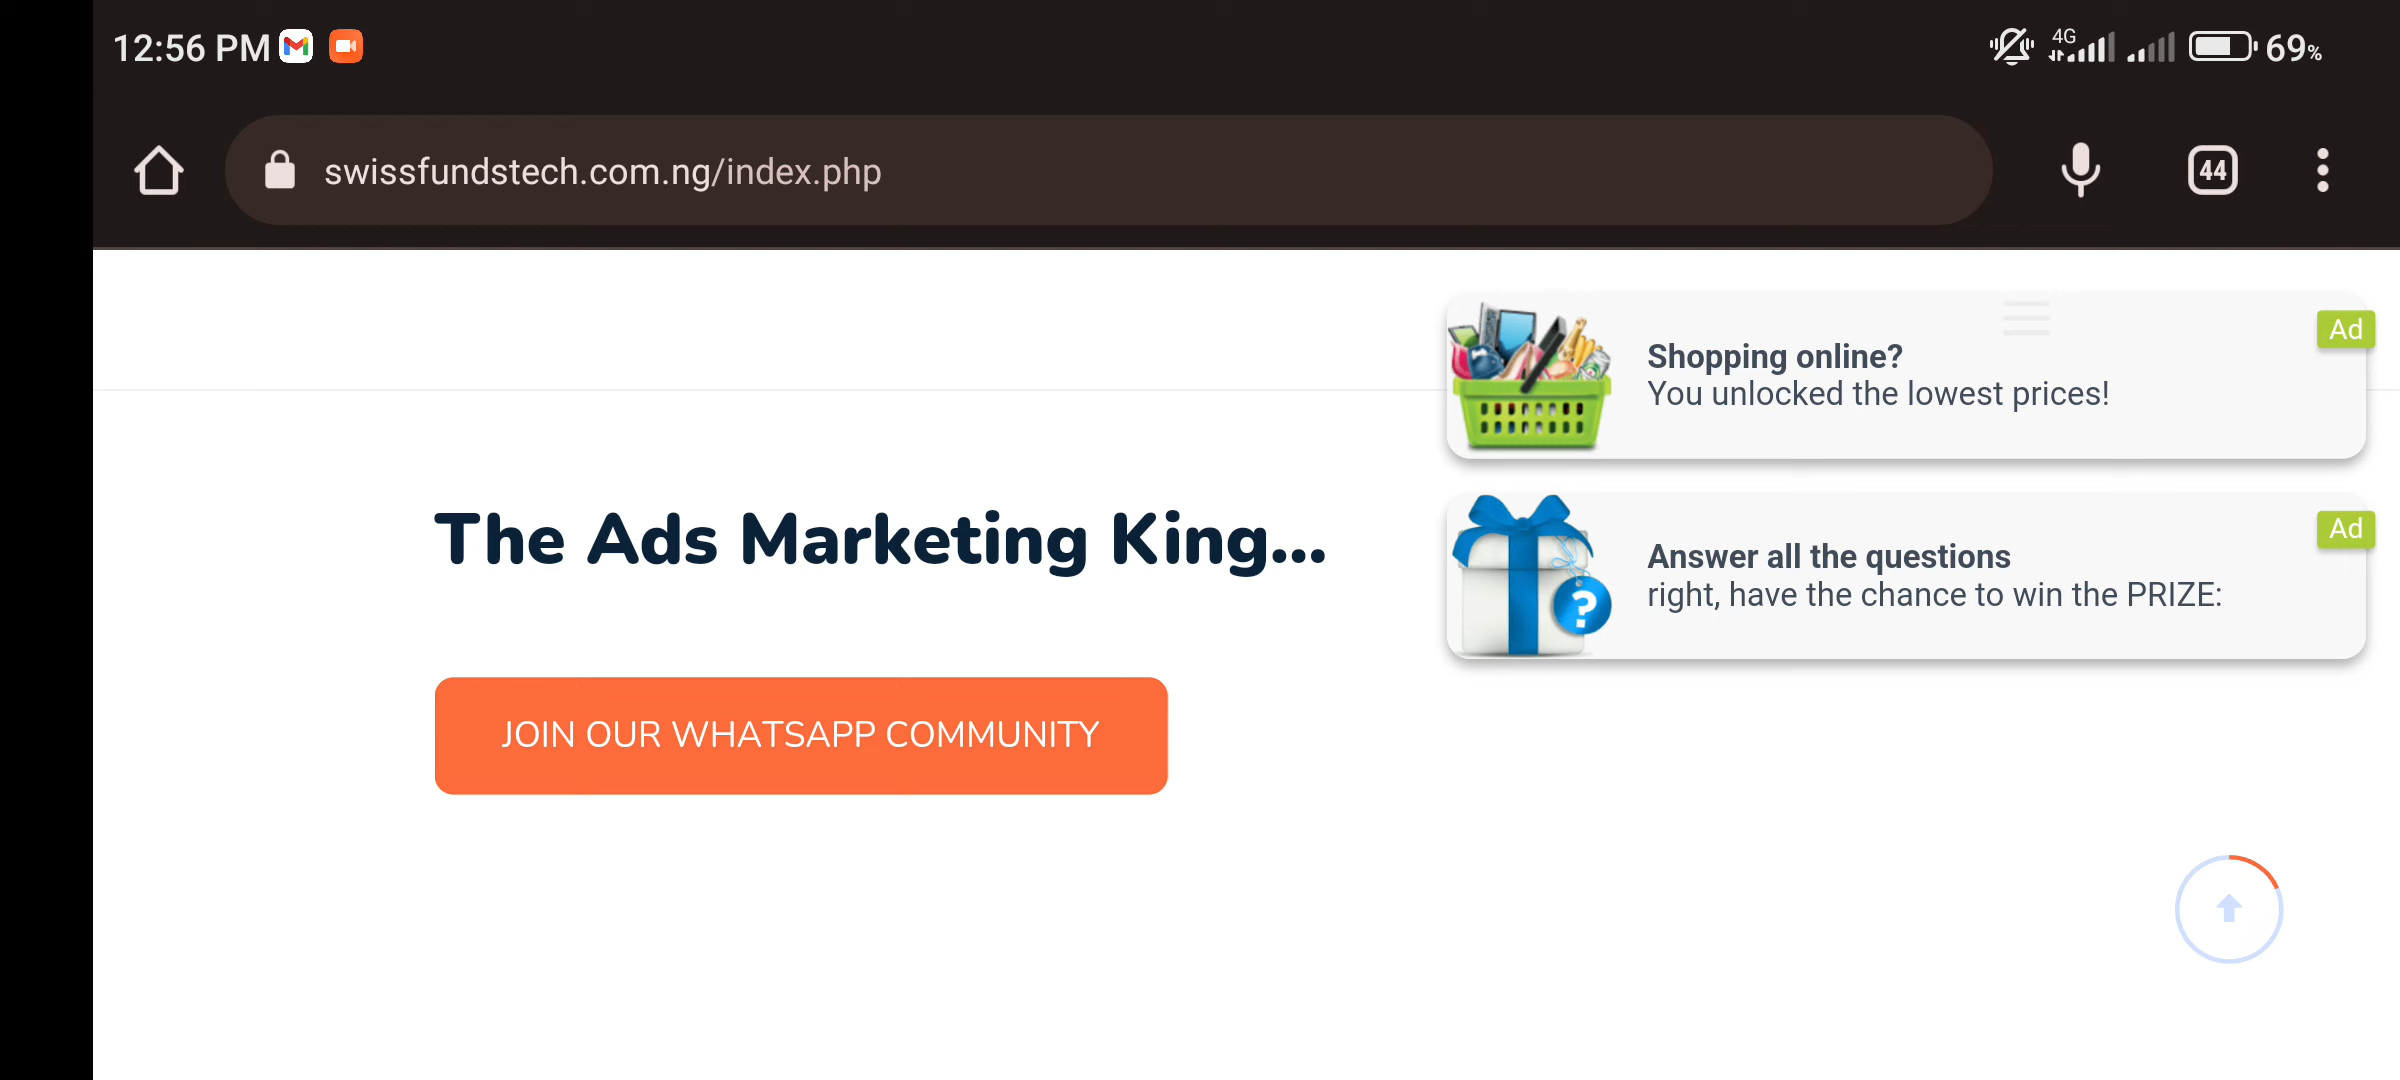 12:56 PM
4G
69%
swissfundstech.com.ng/index.php
44
Shopping online?
You unlocked the lowest prices!
Ad
The Ads Marketing King...
Answer all the questions
right, have the chance to win the PRIZE:
Ad
?
JOIN OUR WHATSAPP COMMUNITY